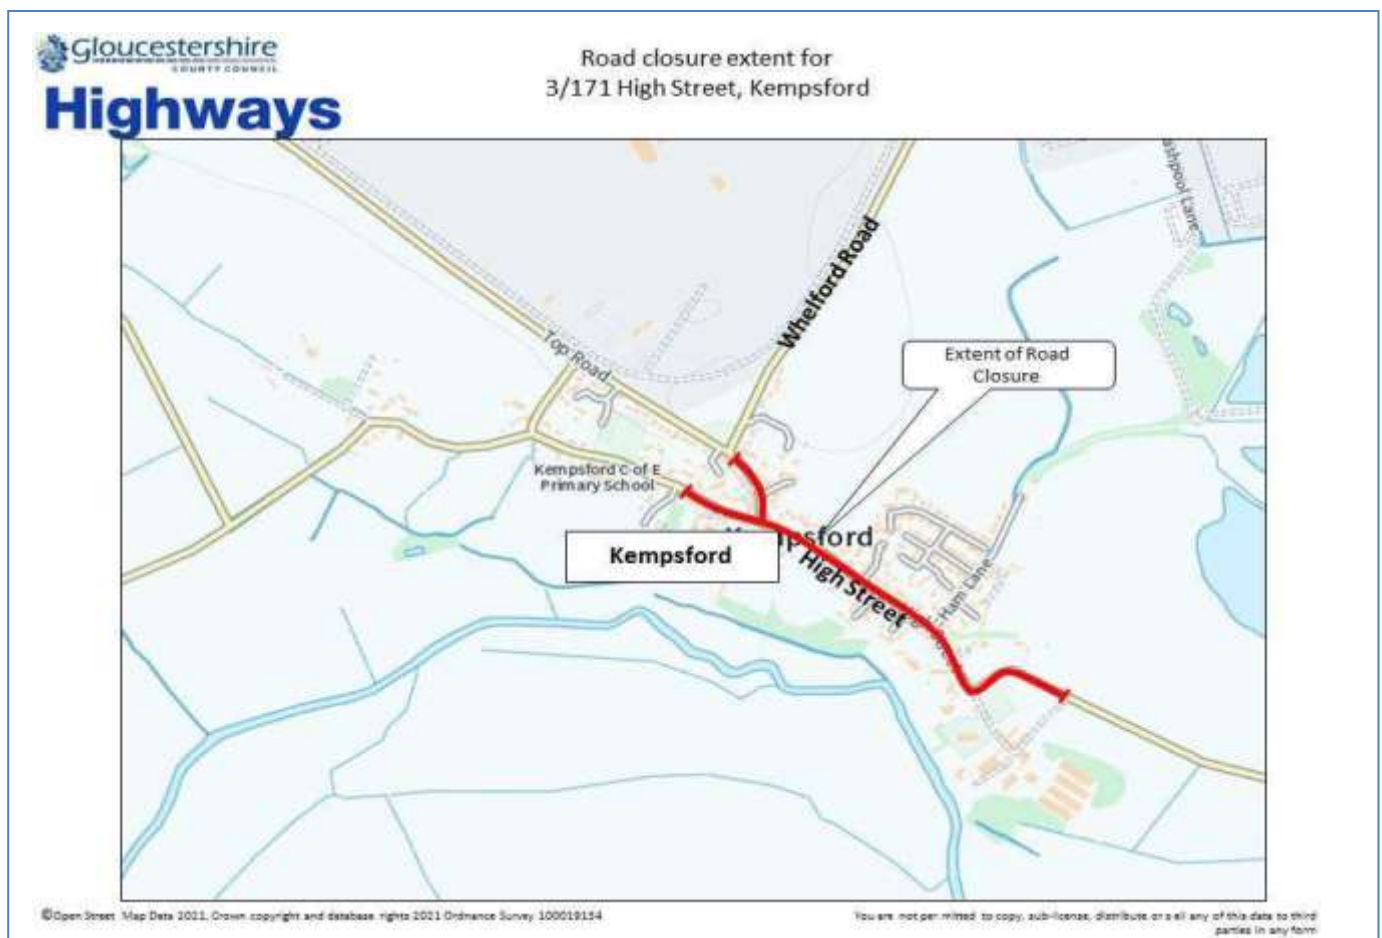 Gloucestershire
COUNTY COUNCIL
Highways
Road closure extent for
3/171 High Street, Kempsford
ashpool Lane
Whelford Road
Top Road
Extent of Road
Closure
Kempsford C of E
Primary School
Kempsford
Kempsford
High Street
Ham Lane
©Open Street Map Data 2021, Crown copyright and database rights 2021 Ordnance Survey 100019134
You are not permitted to copy, sub-license, distribute or sell any of this data to third
parties in any form